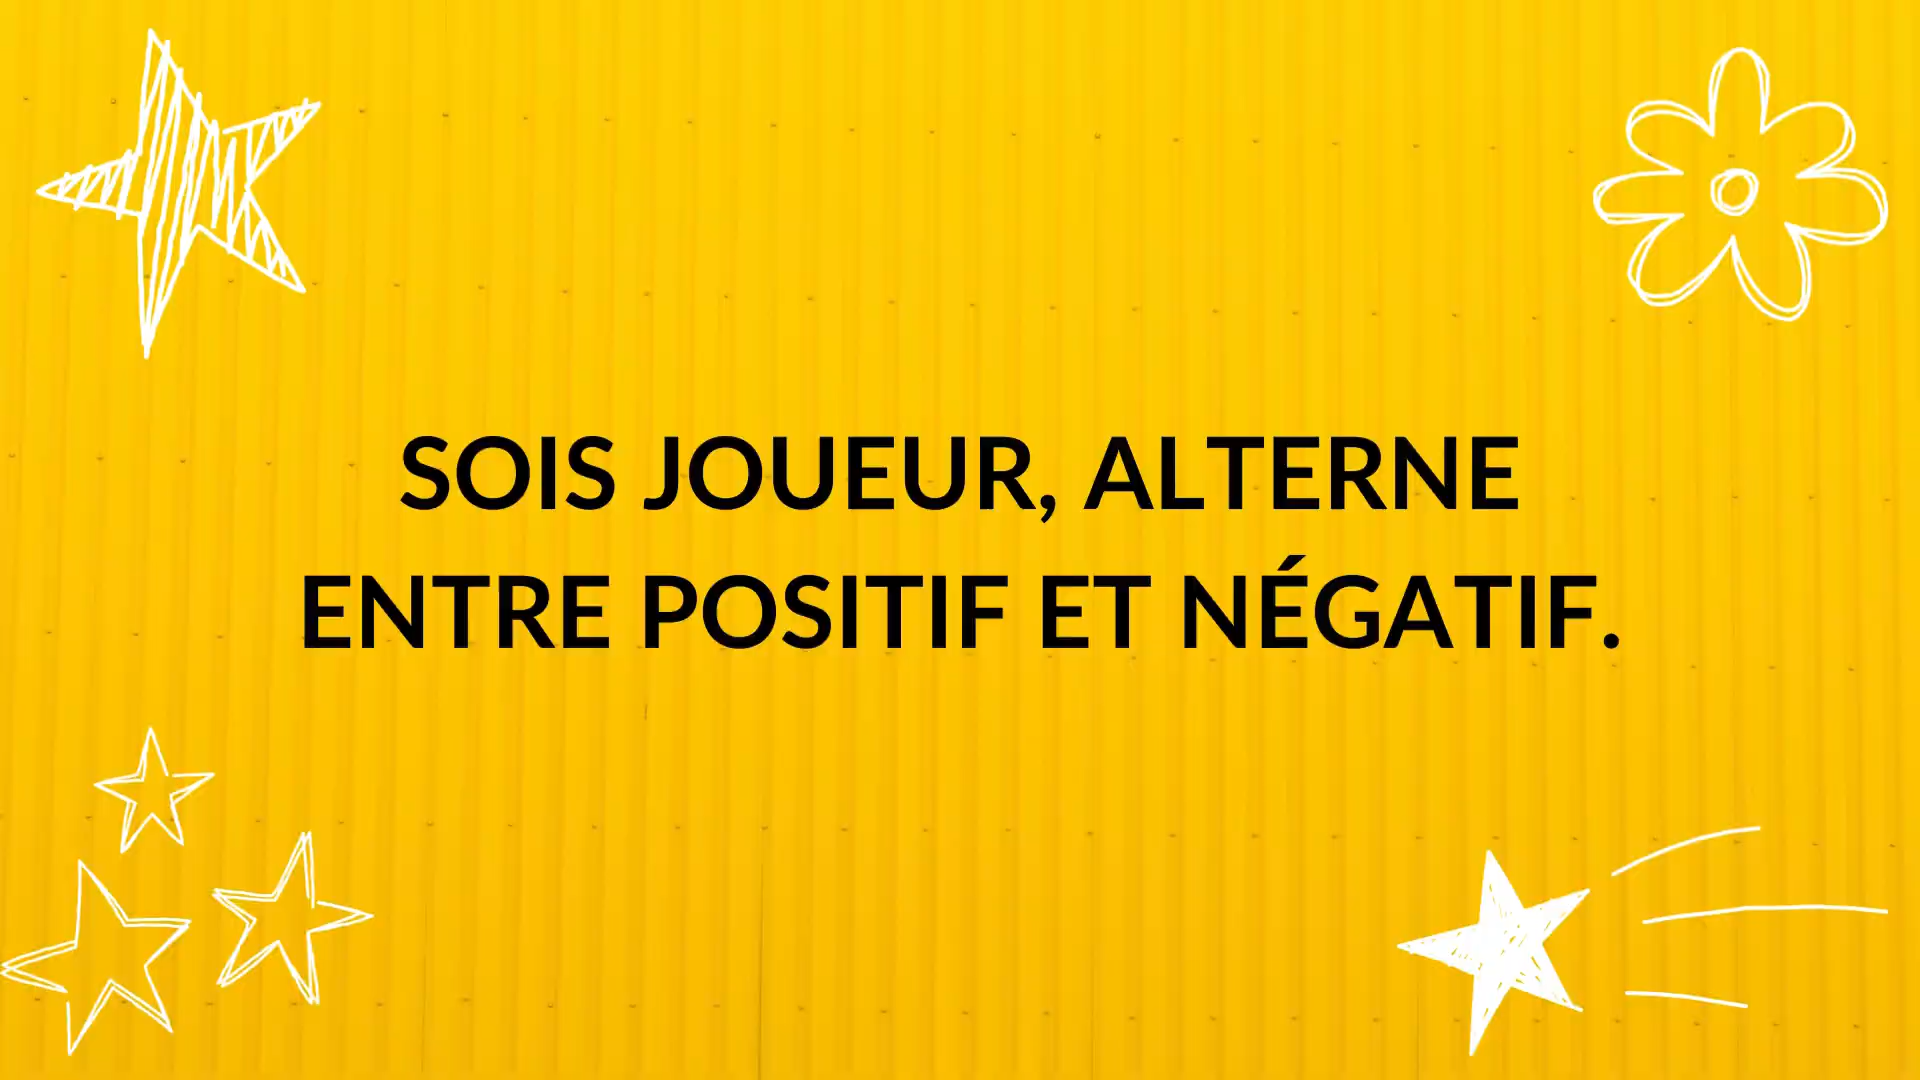 SOIS JOUEUR, ALTERNE
ENTRE POSITIF ET NÉGATIF.